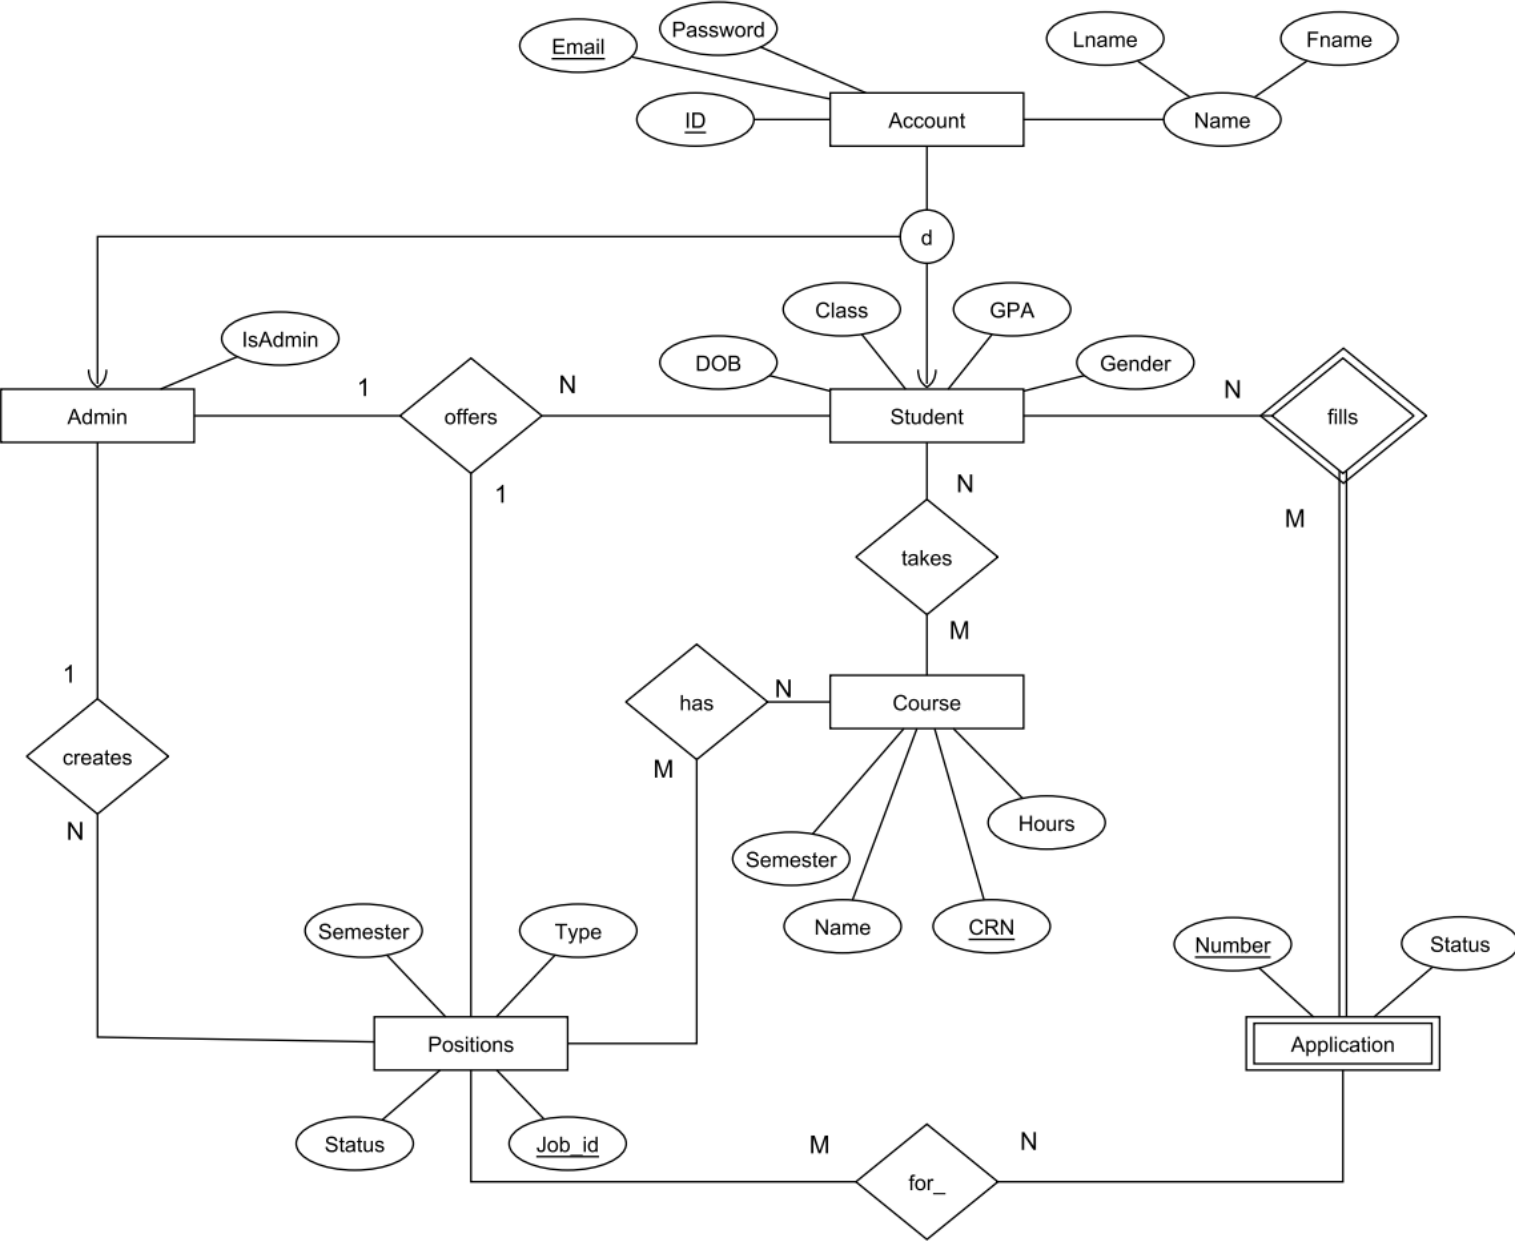 Password
Email
Lname
Fname
ID
Account
Name
d
Class
GPA
IsAdmin
DOB
Gender
1
N
N
Admin
offers
Student
fills
1
N
M
takes
M
1
has
N
Course
creates
M
N
Hours
Semester
Semester
Type
Name
CRN
Number
Status
Positions
Application
Status
Job_id
M
N
for_